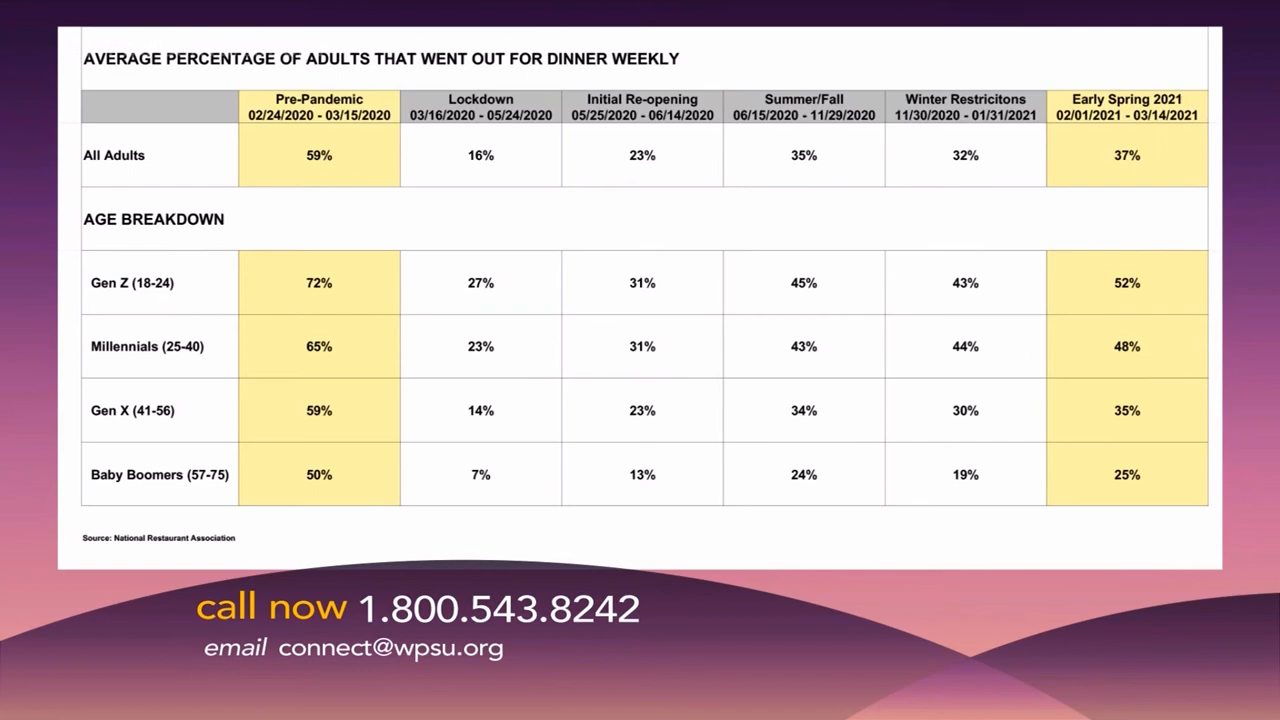 AVERAGE PERCENTAGE OF ADULTS THAT WENT OUT FOR DINNER WEEKLY
Pre-Pandemic Lockdown Initial Re-opening Summer/Fall Winter Restricitons Early Spring 2021
02/24/2020 - 03/15/2020 03/16/2020 - 05/24/2020 05/25/2020 - 06/14/2020 06/15/2020 - 11/29/2020 11/30/2020 - 01/31/2021 02/01/2021 - 03/14/2021
All Adults 59% 16% 23% 35% 32% 37%
AGE BREAKDOWN
Gen Z (18-24) 72% 27% 31% 45% 43% 52%
Millennials (25-40) 65% 23% 31% 43% 44% 48%
Gen X (41-56) 59% 14% 23% 34% 30% 35%
Baby Boomers (57-75) 50% 7% 13% 24% 19% 25%
Source: National Restaurant Association
call now 1.800.543.8242
email connect@wpsu.org